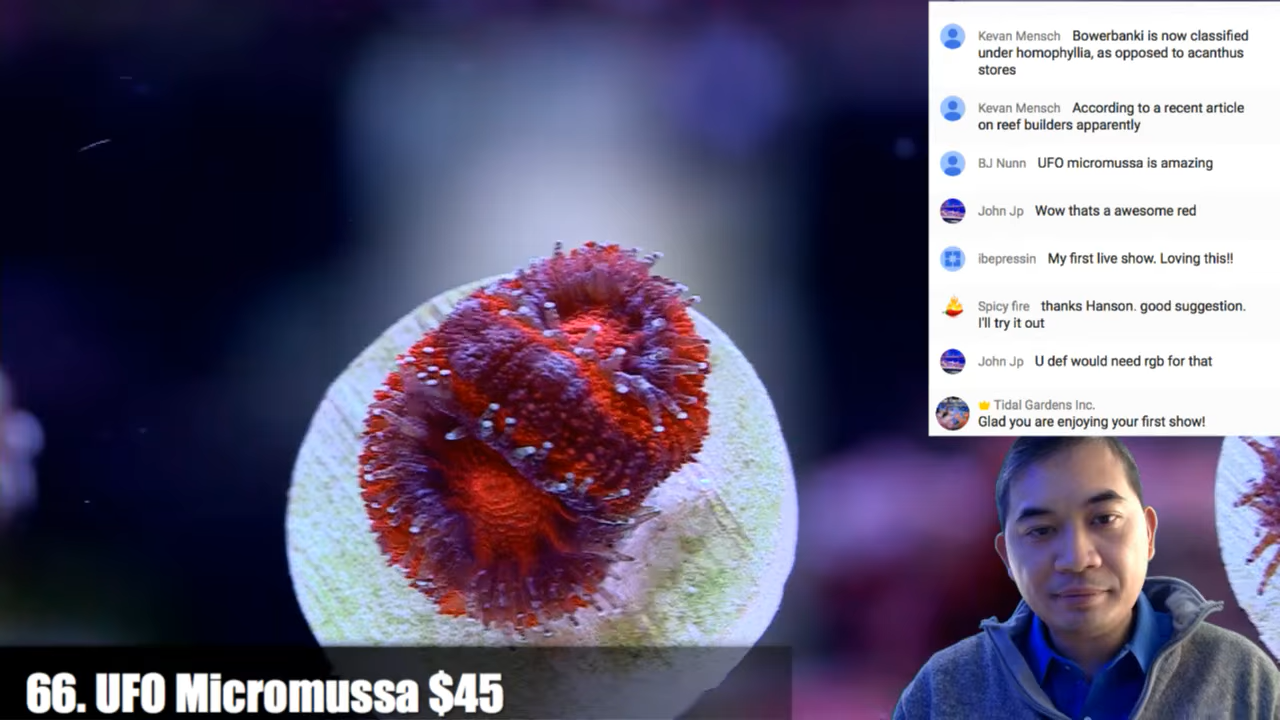 Kevan Mensch Bowerbanki is now classified
under homophyllia, as opposed to acanthus
stores
Kevan Mensch According to a recent article
on reef builders apparently
BJ Nunn UFO micromussa is amazing
John Jp Wow thats a awesome red
ibepressin My first live show. Loving this!!
Spicy fire thanks Hanson. good suggestion.
I'll try it out
John Jp U def would need rgb for that
Tidal Gardens Inc.
Glad you are enjoying your first show!
66. UFO Micromussa $45